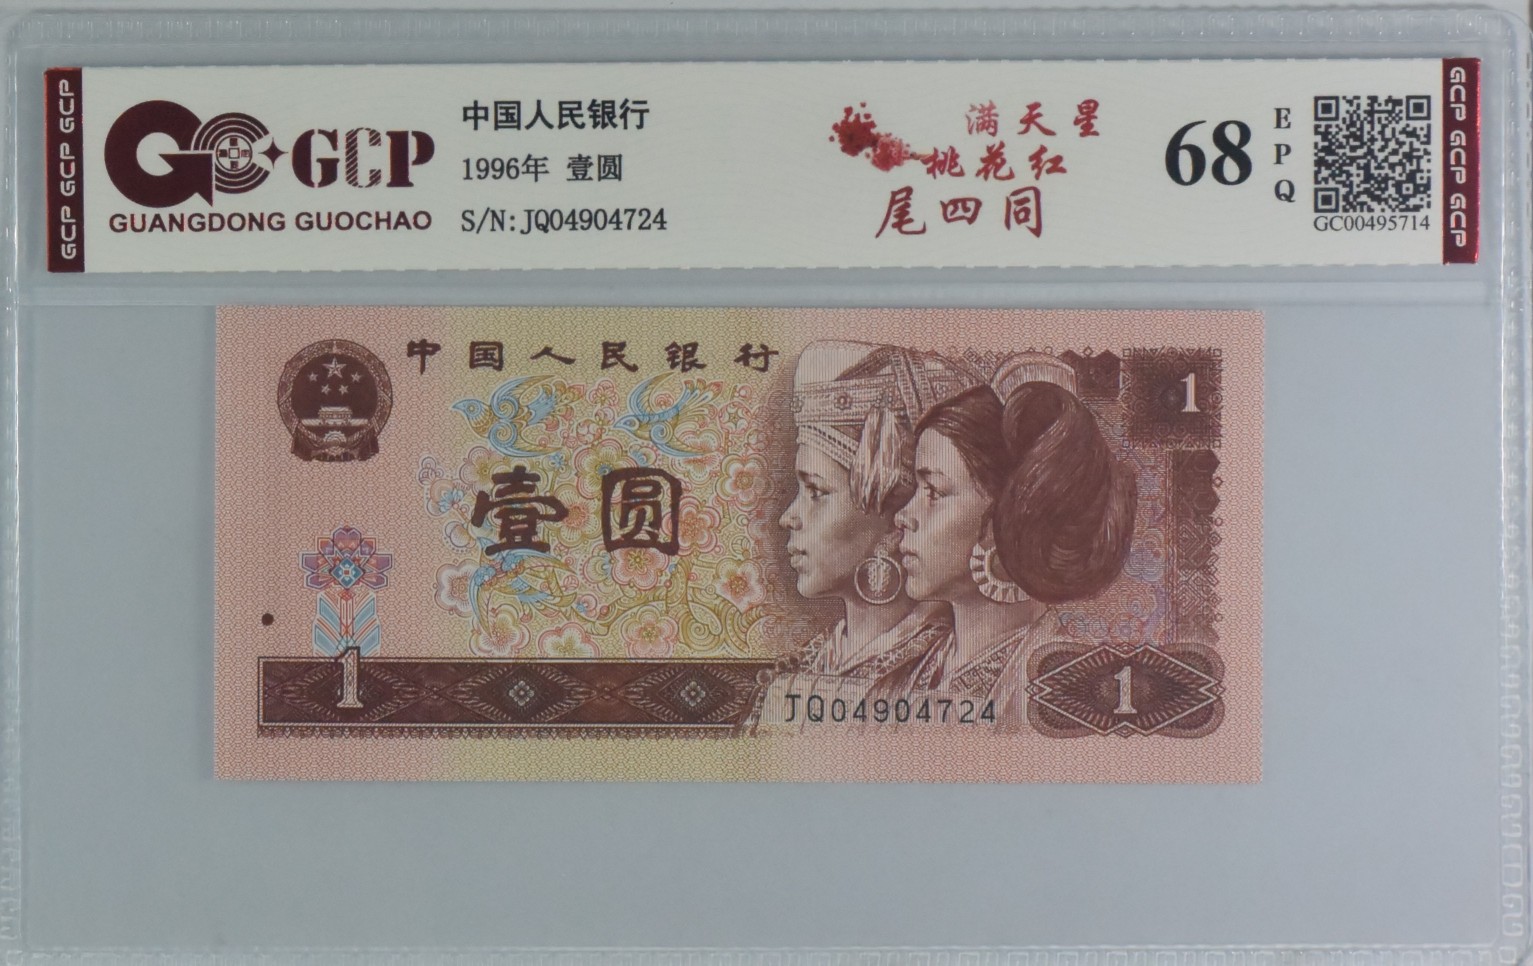 GCP GCP GCP
GCP
GUANGDONG GUOCHAO
中国人民银行
1996年 壹圆
S/N: JQ04904724
满天星
桃花红
尾四同
68
EPQ
GC00495714
GCP GCP GCP
中国人民银行
1
壹圆
1
JQ04904724
1